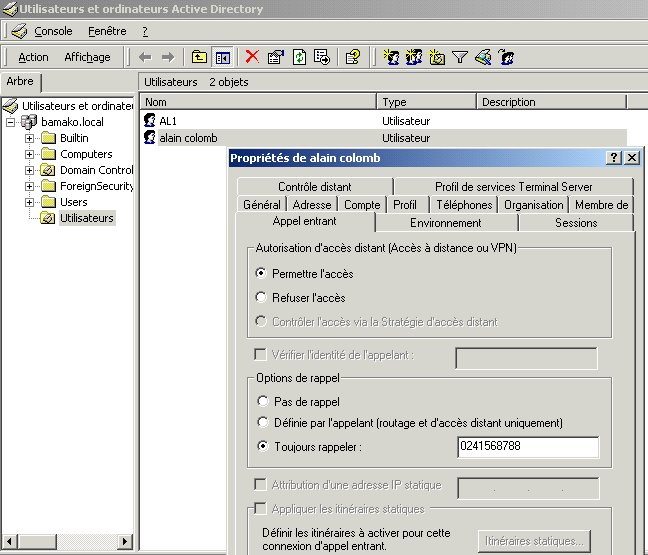 Utilisateurs et ordinateurs Active Directory
Console Fenêtre ?
Action Affichage
Arbre
Utilisateurs 2 objets
Utilisateurs et ordinateu
bamako.local
Builtin
Computers
Domain Control
ForeignSecurity
Users
Utilisateurs
Nom Type Description
AL1 Utilisateur
alain colomb Utilisateur
Propriétés de alain colomb
Contrôle distant Profil de services Terminal Server
Général Adresse Compte Profil Téléphones Organisation Membre de
Appel entrant Environnement Sessions
Autorisation d'accès distant (Accès à distance ou VPN)
Permettre l'accès
Refuser l'accès
Contrôler l'accès via la Stratégie d'accès distant
Vérifier l'identité de l'appelant :
Options de rappel
Pas de rappel
Définie par l'appelant (routage et d'accès distant uniquement)
Toujours rappeler : 0241568788
Attribution d'une adresse IP statique . . .
Appliquer les itinéraires statiques
Définir les itinéraires à activer pour cette
connexion d'appel entrant.
Itinéraires statiques...